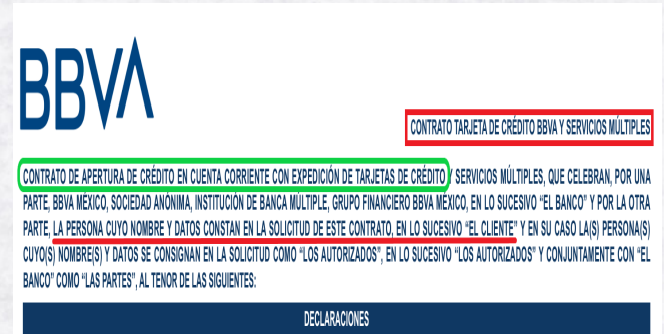 BBVA
CONTRATO TARJETA DE CRÉDITO BBVA Y SERVICIOS MÚLTIPLES
CONTRATO DE APERTURA DE CRÉDITO EN CUENTA CORRIENTE CON EXPEDICIÓN DE TARJETAS DE CRÉDITO Y SERVICIOS MÚLTIPLES, QUE CELEBRAN, POR UNA
PARTE, BBVA MÉXICO, SOCIEDAD ANÓNIMA, INSTITUCIÓN DE BANCA MÚLTIPLE, GRUPO FINANCIERO BBVA MÉXICO, EN LO SUCESIVO "EL BANCO" Y POR LA OTRA
PARTE, LA PERSONA CUYO NOMBRE Y DATOS CONSTAN EN LA SOLICITUD DE ESTE CONTRATO, EN LO SUCESIVO "EL CLIENTE" Y EN SU CASO LA(S) PERSONA(S)
CUYO(S) NOMBRE(S) Y DATOS SE CONSIGNAN EN LA SOLICITUD COMO "LOS AUTORIZADOS", EN LO SUCESIVO "LOS AUTORIZADOS" Y CONJUNTAMENTE CON "EL
BANCO" COMO "LAS PARTES", AL TENOR DE LAS SIGUIENTES:
DECLARACIONES